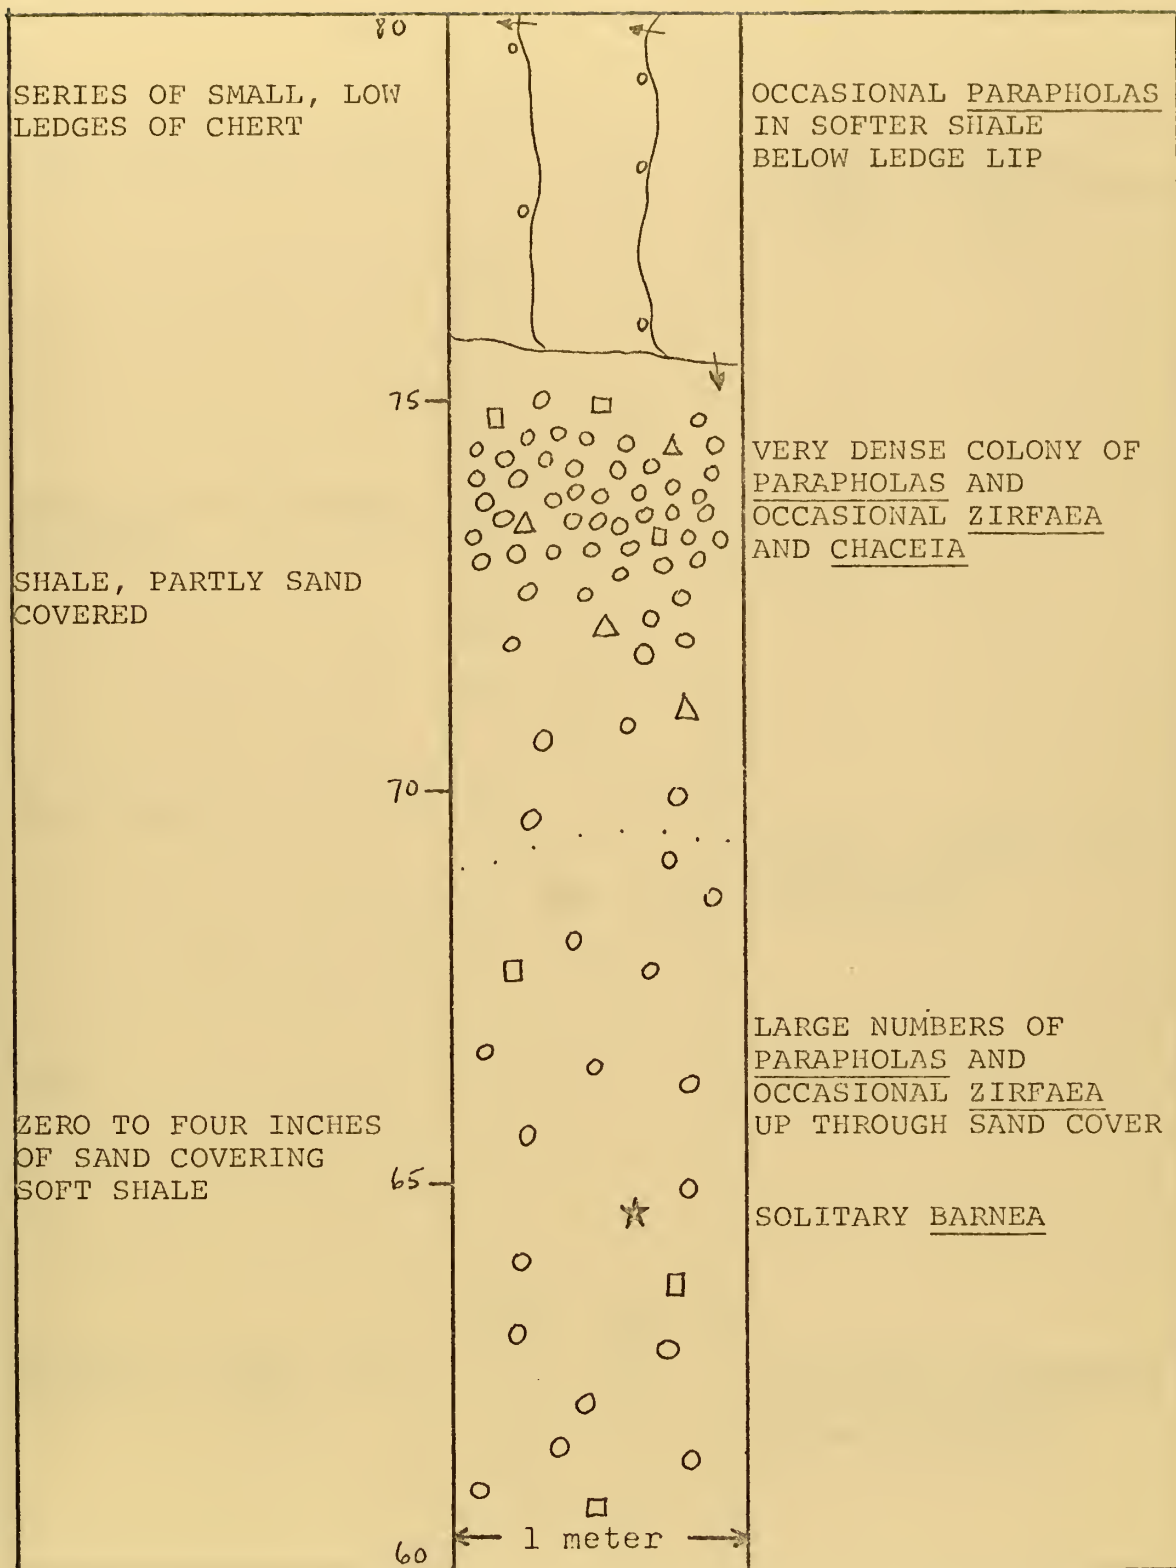 80
SERIES OF SMALL, LOW
LEDGES OF CHERT
OCCASIONAL PARAPHOLAS
IN SOFTER SHALE
BELOW LEDGE LIP
75
VERY DENSE COLONY OF
PARAPHOLAS AND
OCCASIONAL ZIRFAEA
AND CHACEIA
SHALE, PARTLY SAND
COVERED
70
LARGE NUMBERS OF
PARAPHOLAS AND
OCCASIONAL ZIRFAEA
UP THROUGH SAND COVER
ZERO TO FOUR INCHES
OF SAND COVERING
SOFT SHALE
65
SOLITARY BARNEA
1 meter
60